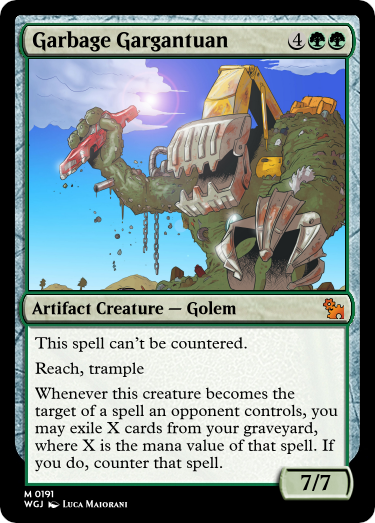 Garbage Gargantuan 4
Artifact Creature — Golem
This spell can't be countered.
Reach, trample
Whenever this creature becomes the
target of a spell an opponent controls, you
may exile X cards from your graveyard,
where X is the mana value of that spell. If
you do, counter that spell.
7/7
M 0191
WGJ Luca Maiorani